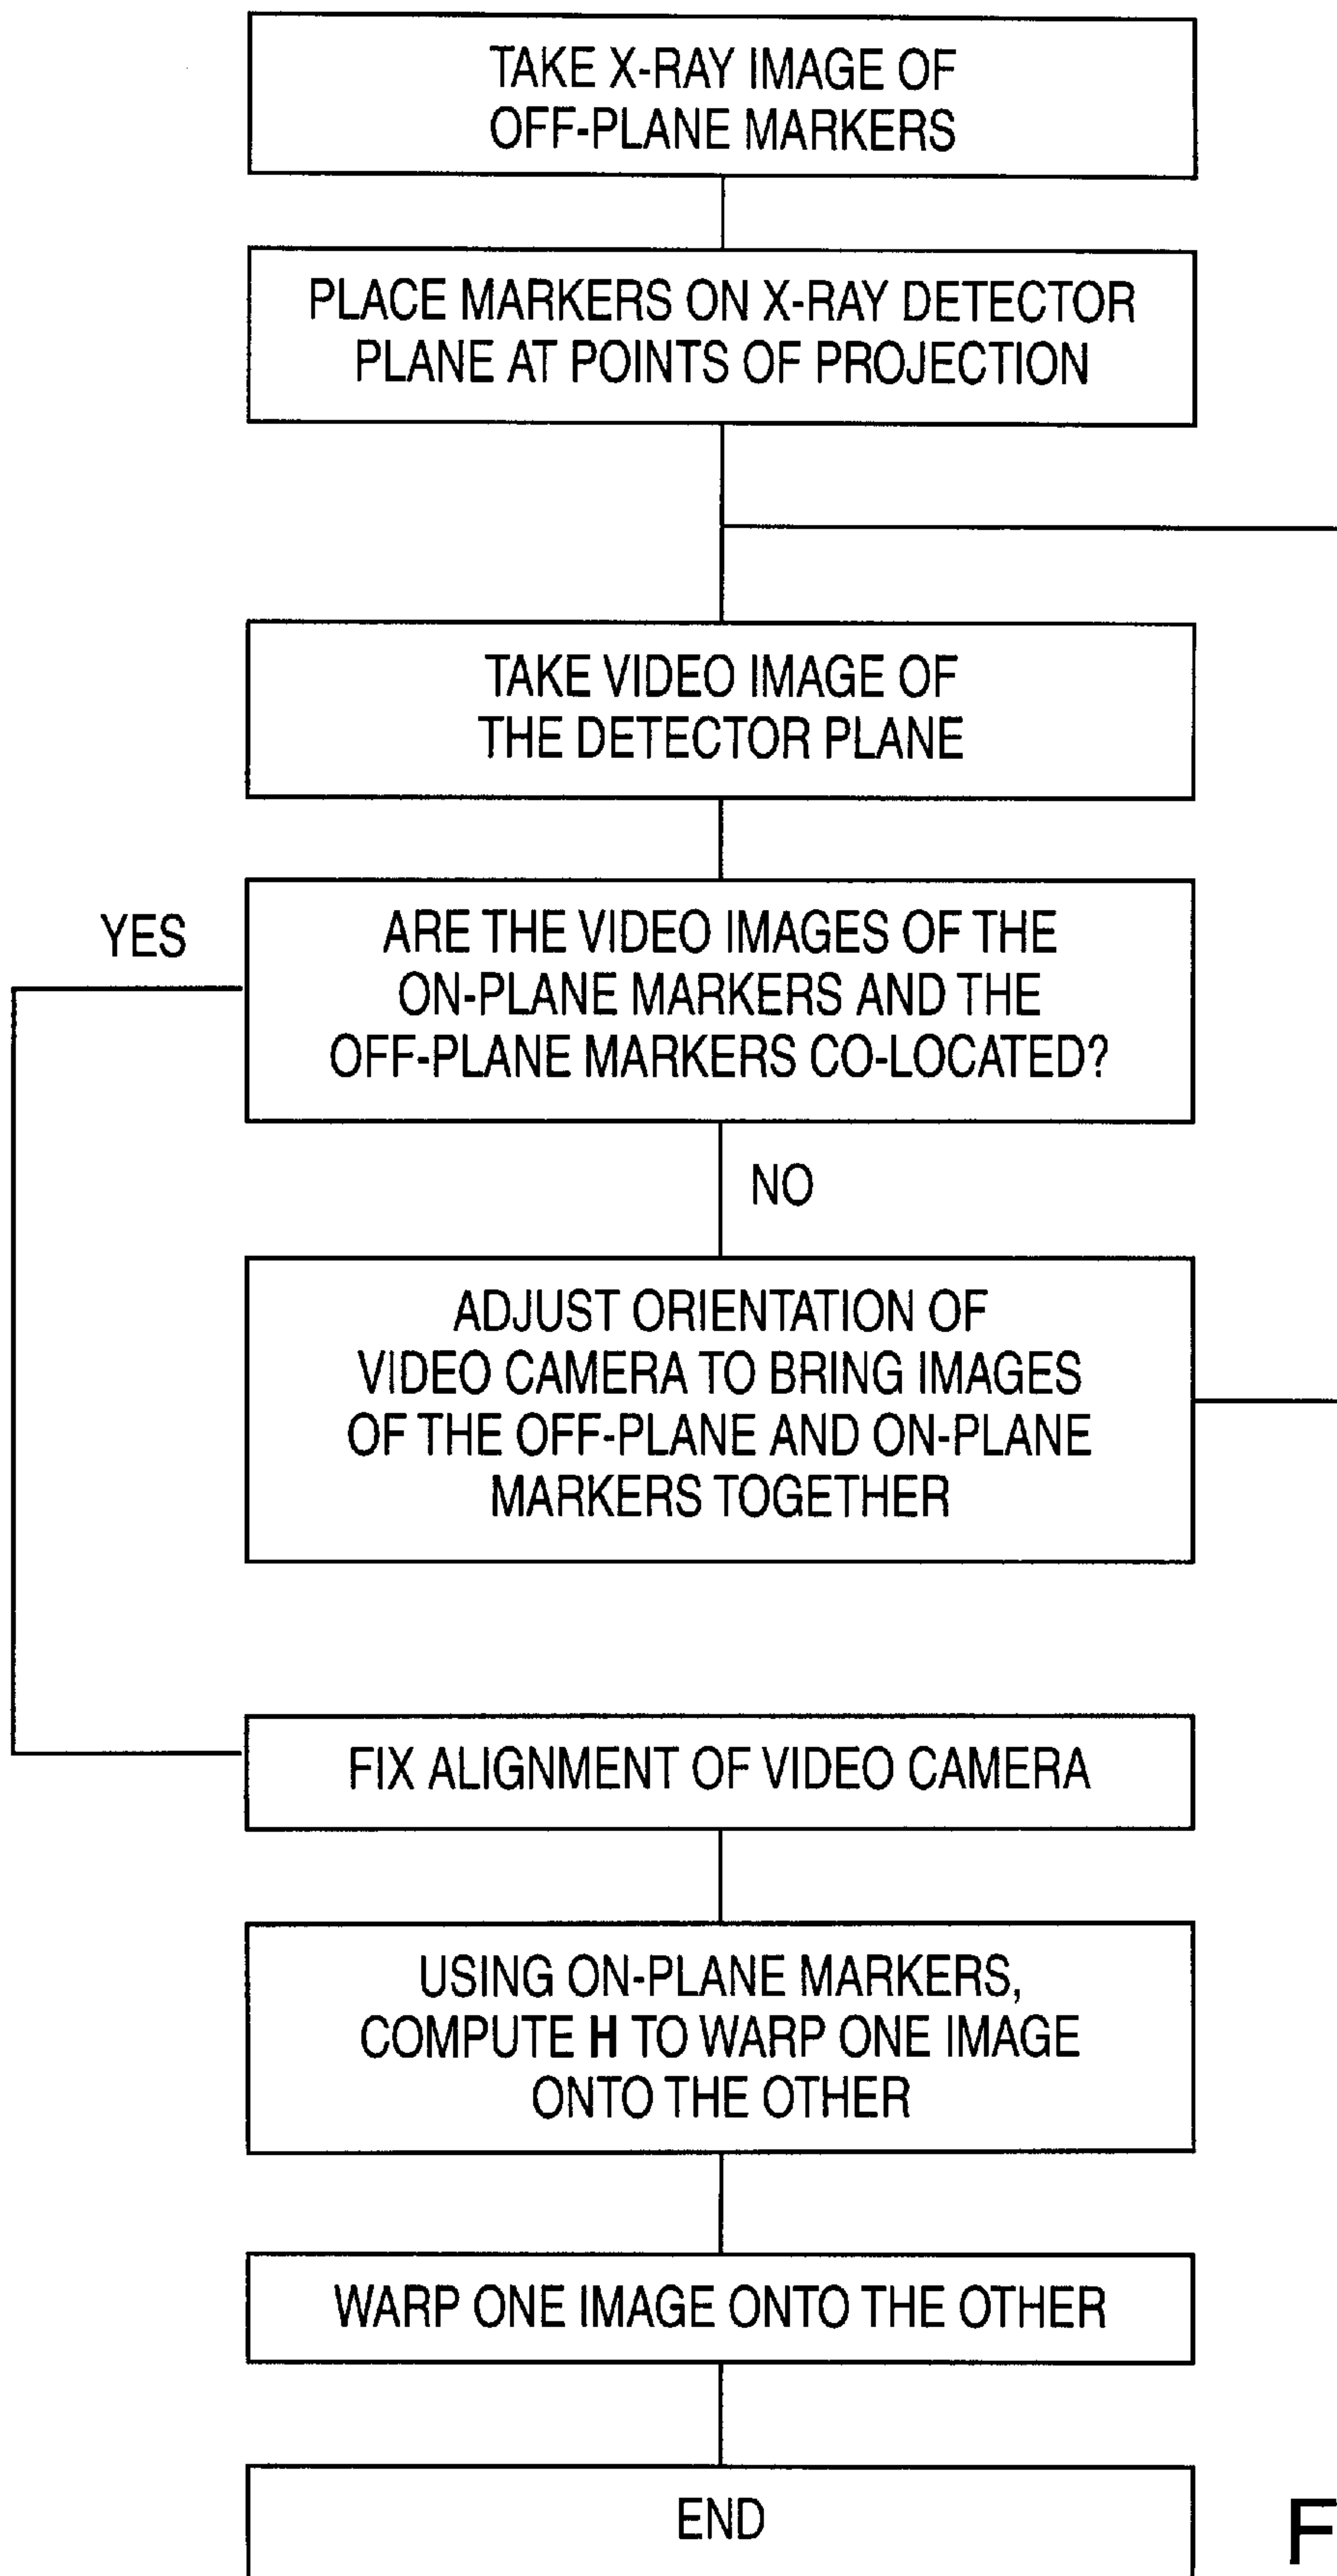 TAKE X-RAY IMAGE OF
OFF-PLANE MARKERS
PLACE MARKERS ON X-RAY DETECTOR
PLANE AT POINTS OF PROJECTION
TAKE VIDEO IMAGE OF
THE DETECTOR PLANE
YES
ARE THE VIDEO IMAGES OF THE
ON-PLANE MARKERS AND THE
OFF-PLANE MARKERS CO-LOCATED?
NO
ADJUST ORIENTATION OF
VIDEO CAMERA TO BRING IMAGES
OF THE OFF-PLANE AND ON-PLANE
MARKERS TOGETHER
FIX ALIGNMENT OF VIDEO CAMERA
USING ON-PLANE MARKERS,
COMPUTE H TO WARP ONE IMAGE
ONTO THE OTHER
WARP ONE IMAGE ONTO THE OTHER
END
F